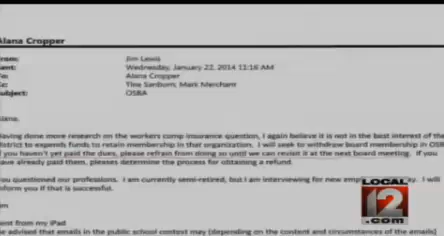 Alana Cropper
From: Jim Lewis
Sent: Wednesday, January 22, 2014 11:16 AM
To: Alana Cropper
Cc: Tina Sanburn; Mark Merchant
Subject: OSBA
Alana,
Having done more research on the workers comp insurance question, I again believe it is not in the best interest of the
district to expend funds to retain membership in that organization. I will seek to withdraw board membership in OSB
If you haven't yet paid the dues, please refrain from doing so until we can revisit it at the next board meeting. If you
have already paid them, please determine the process for obtaining a refund.
You questioned our professions. I am currently semi-retired, but I am interviewing for new empl y. I will
inform you if that is successful.
Jim
Sent from my iPad
Be advised that emails in the public school context may (depending on the content and circumstances of the emails)
LOCAL
12
.com